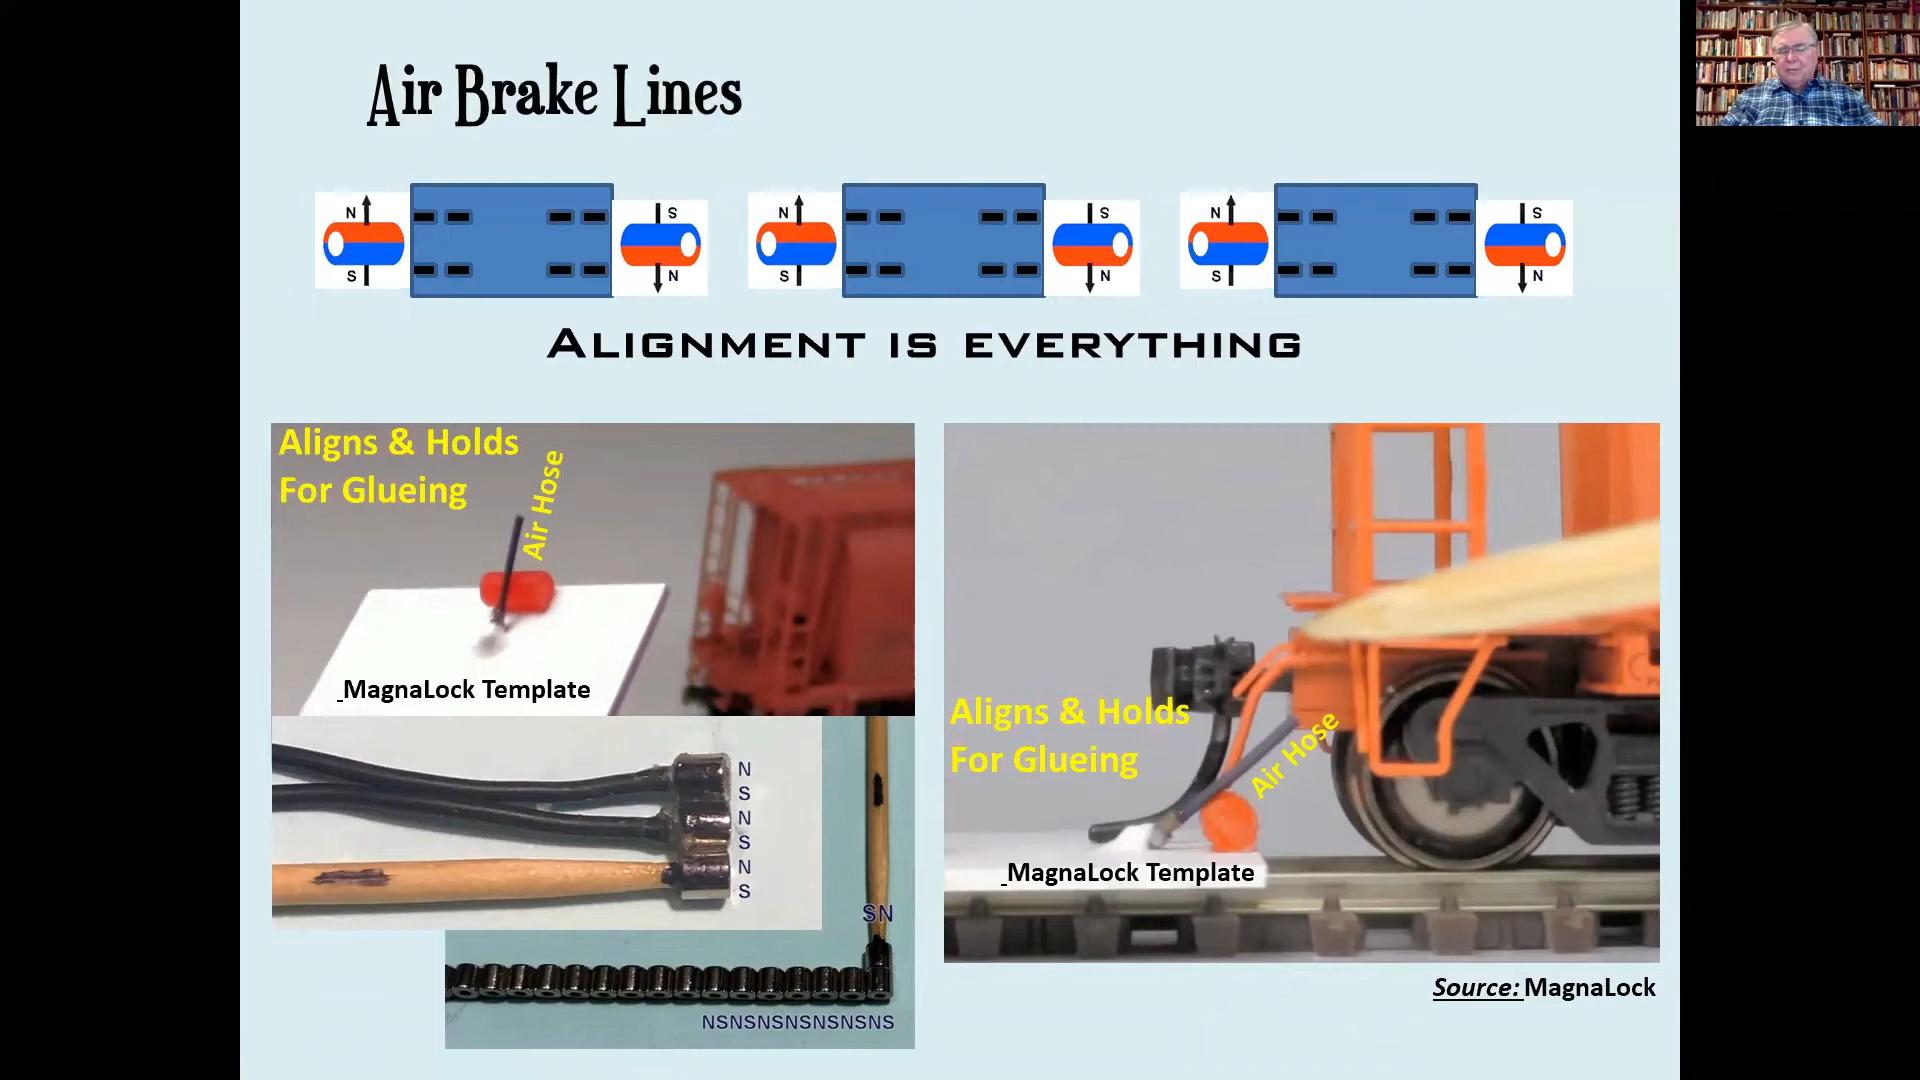 Air Brake Lines
N
S
S
N
N
S
S
N
N
S
S
N
ALIGNMENT IS EVERYTHING
Aligns & Holds
For Glueing
Air Hose
MagnaLock Template
N
S
N
S
N
S
SN
NSNSNSNSNSNSNS
Aligns & Holds
For Glueing
Air Hose
MagnaLock Template
Source: MagnaLock